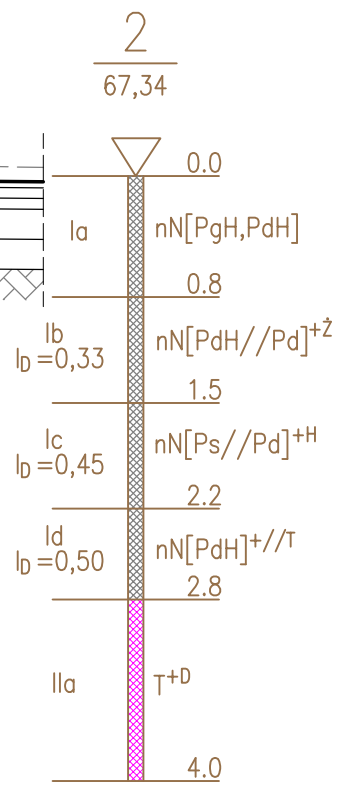 2
67,34
0.0
Ia nN[PgH,PdH]
0.8
Ib nN[PdH//Pd]+Ż
ID=0,33
1.5
Ic nN[Ps//Pd]+H
ID=0,45
2.2
Id nN[PdH]+//T
ID=0,50
2.8
IIa T+D
4.0